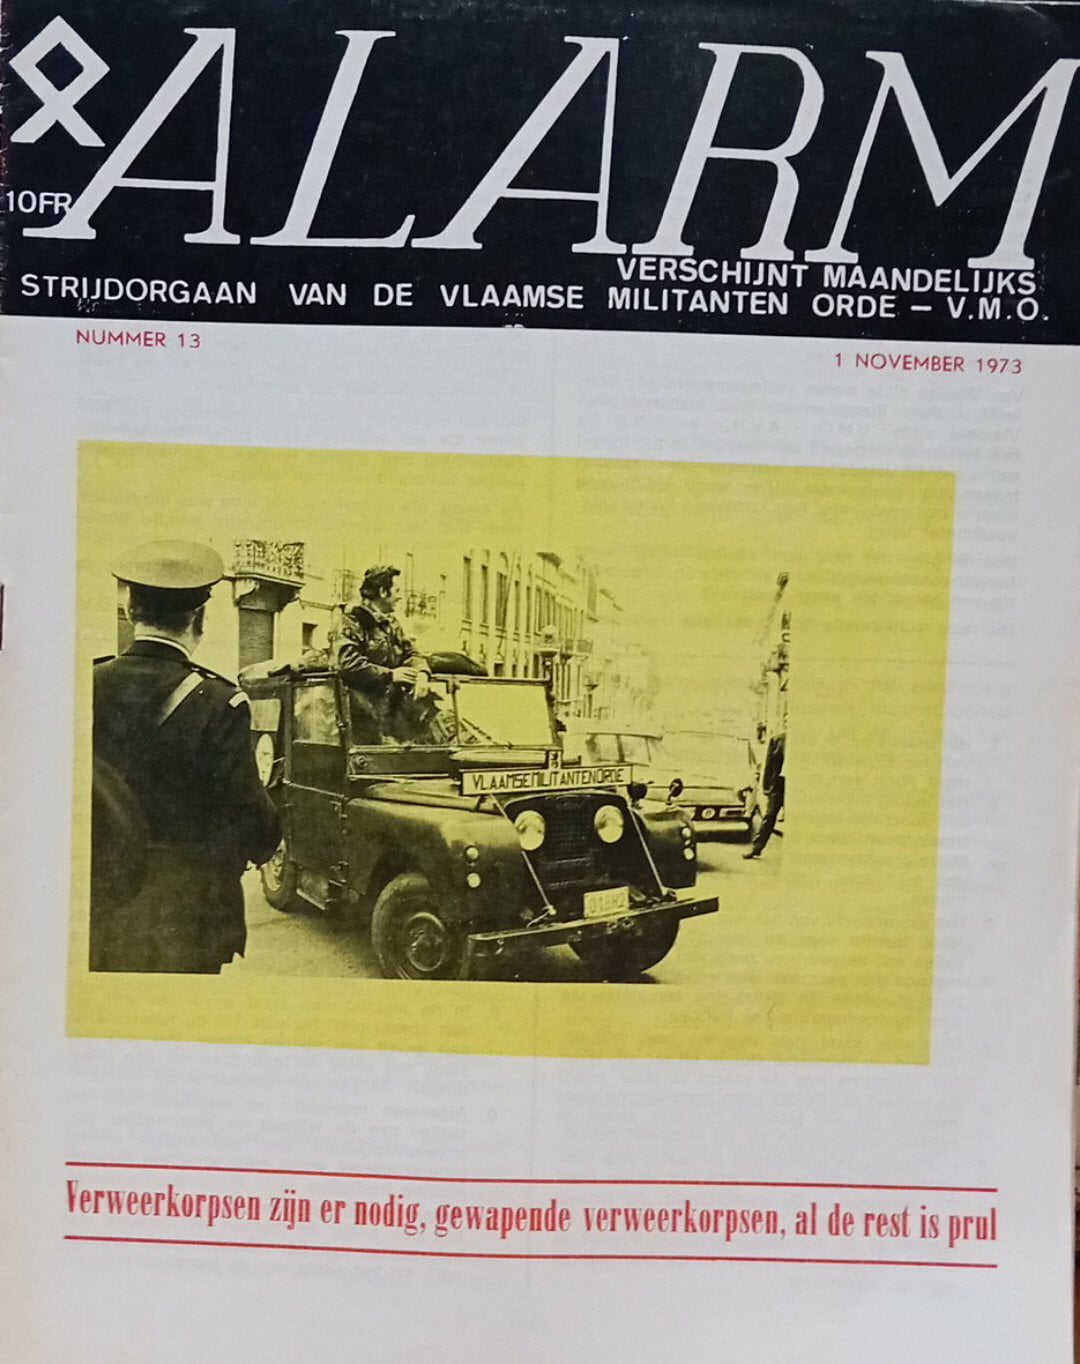 ALARM
10FR
VERSCHIJNT MAANDELIJKS
STRIJDORGAAN VAN DE VLAAMSE MILITANTEN ORDE — V.M.O.
NUMMER 13
1 NOVEMBER 1973
VLAAMSE MILITANTEN ORDE
Verweerkorpsen zijn er nodig, gewapende verweerkorpsen, al de rest is prul